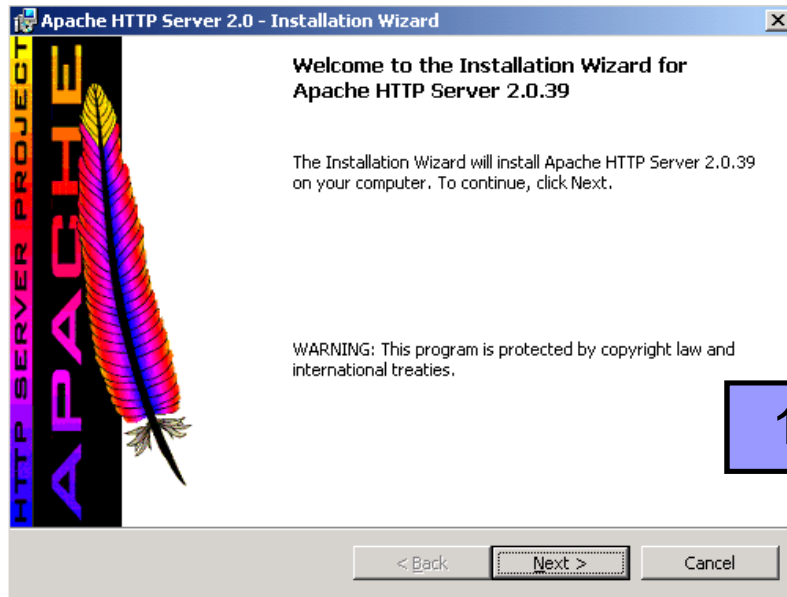 Apache HTTP Server 2.0 - Installation Wizard
HTTP SERVER PROJECT
APACHE
Welcome to the Installation Wizard for
Apache HTTP Server 2.0.39
The Installation Wizard will install Apache HTTP Server 2.0.39
on your computer. To continue, click Next.
WARNING: This program is protected by copyright law and
international treaties.
1
< Back
Next >
Cancel